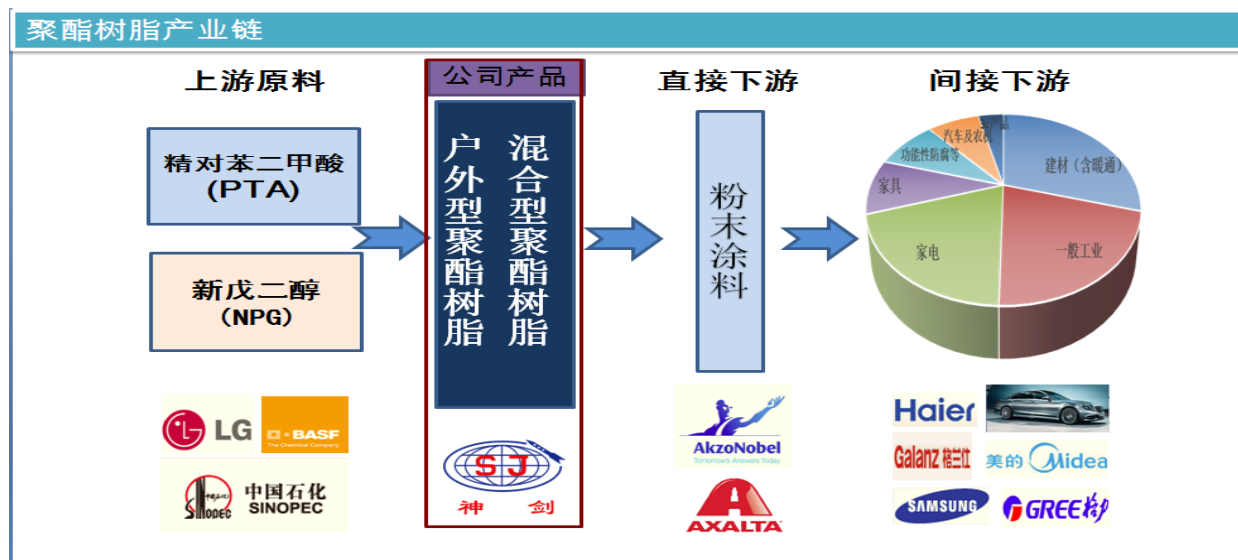 聚酯树脂产业链
上游原料
公司产品
直接下游
间接下游
精对苯二甲酸
(PTA)
新戊二醇
(NPG)
户外型聚酯树脂
混合型聚酯树脂
粉末涂料
汽车及农机
功能性防腐等
家具
家电
建材（含暖通）
一般工业
LG
BASF
The Chemical Company
SINOPEC
中国石化
SINOPEC
SJ
神剑
AkzoNobel
Tomorrow's Answers Today
AXALTA
Haier
Galanz 格兰仕
美的 Midea
SAMSUNG
GREE 格力